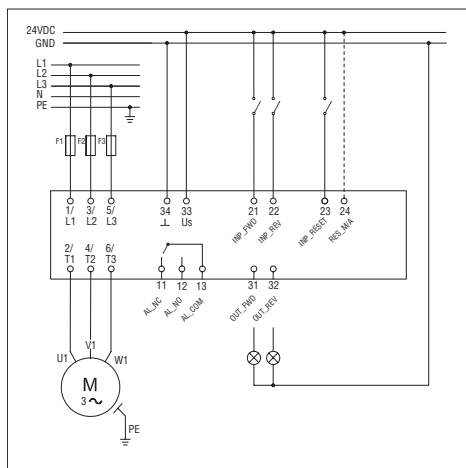 24VDC
GND
L1
L2
L3
N
PE
F1 F2 F3
1/ 3/ 5/ 34 33 21 22 23 24
L1 L2 L3 ⊥ Us INP_FWD INP_REV INP_RESET RES_M/A
2/ 4/ 6/
T1 T2 T3 11 12 13 31 32
AL_NC AL_NO AL_COM OUT_FWD OUT_REV
V1
U1 W1
M
3 ~
PE